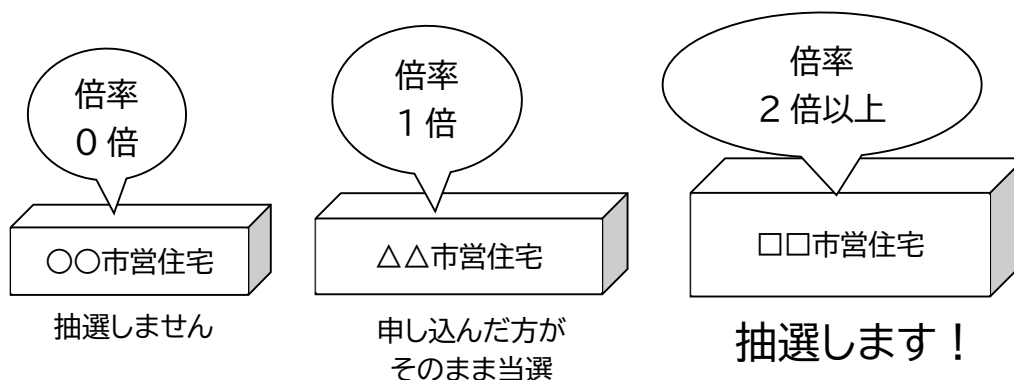 倍率
0倍
○○市営住宅
抽選しません
倍率
1倍
△△市営住宅
申し込んだ方が
そのまま当選
倍率
2倍以上
□□市営住宅
抽選します！